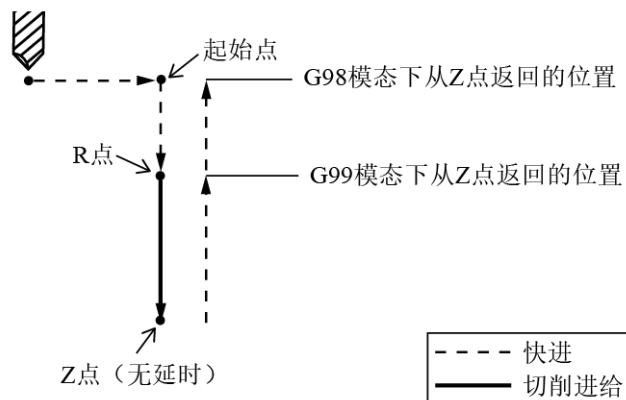 起始点
G98模态下从Z点返回的位置
R点
G99模态下从Z点返回的位置
Z点（无延时）
快进
切削进给